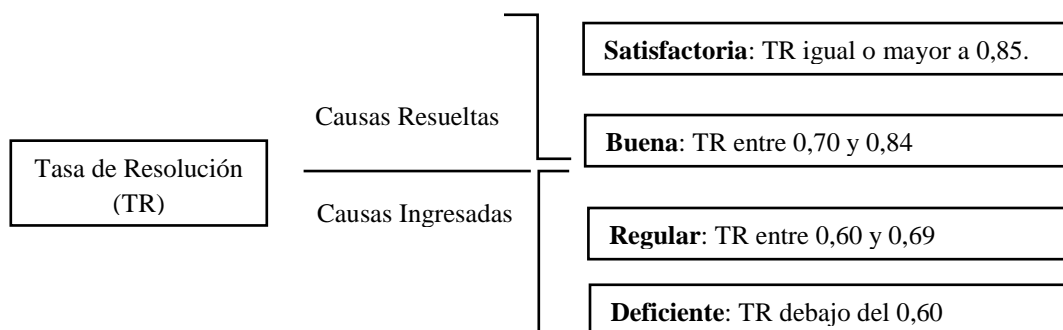 Tasa de Resolución
(TR)
Causas Resueltas
Causas Ingresadas
Satisfactoria: TR igual o mayor a 0,85.
Buena: TR entre 0,70 y 0,84
Regular: TR entre 0,60 y 0,69
Deficiente: TR debajo del 0,60